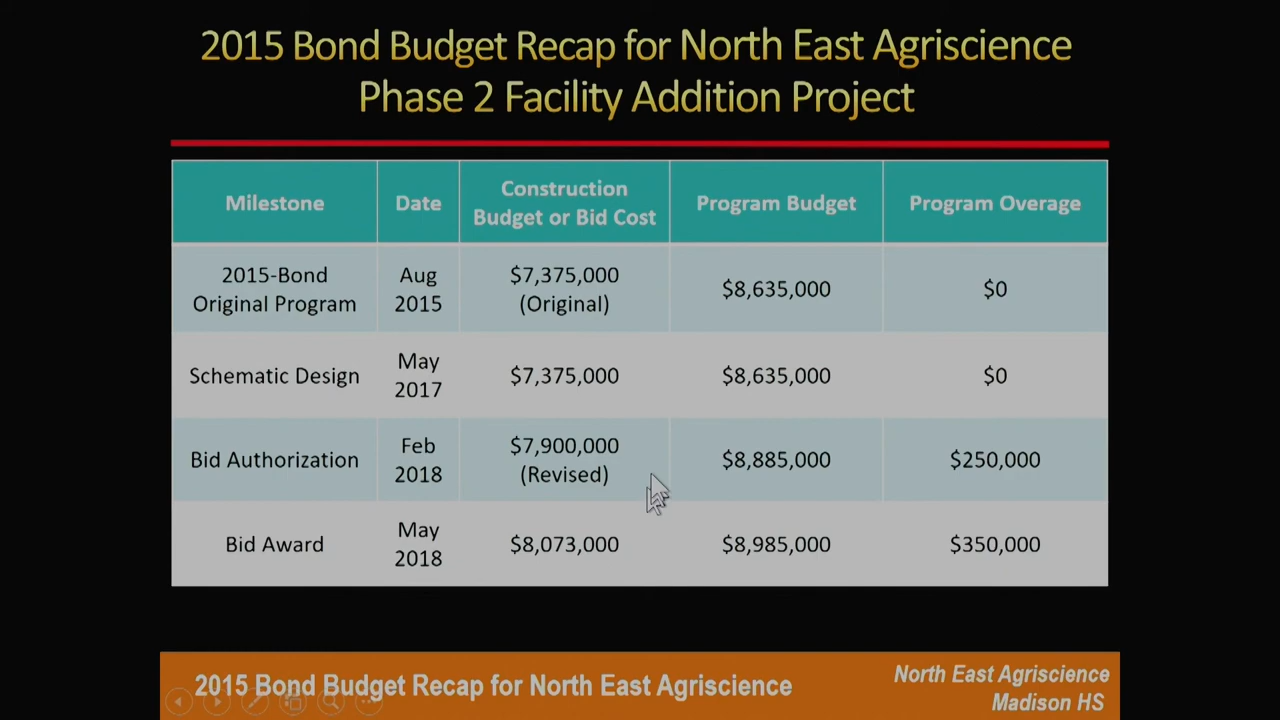 2015 Bond Budget Recap for North East Agriscience
Phase 2 Facility Addition Project
Milestone
Date
Construction
Budget or Bid Cost
Program Budget
Program Overage
2015-Bond
Original Program
Aug
2015
$7,375,000
(Original)
$8,635,000
$0
Schematic Design
May
2017
$7,375,000
$8,635,000
$0
Bid Authorization
Feb
2018
$7,900,000
(Revised)
$8,885,000
$250,000
Bid Award
May
2018
$8,073,000
$8,985,000
$350,000
2015 Bond Budget Recap for North East Agriscience
North East Agriscience
Madison HS